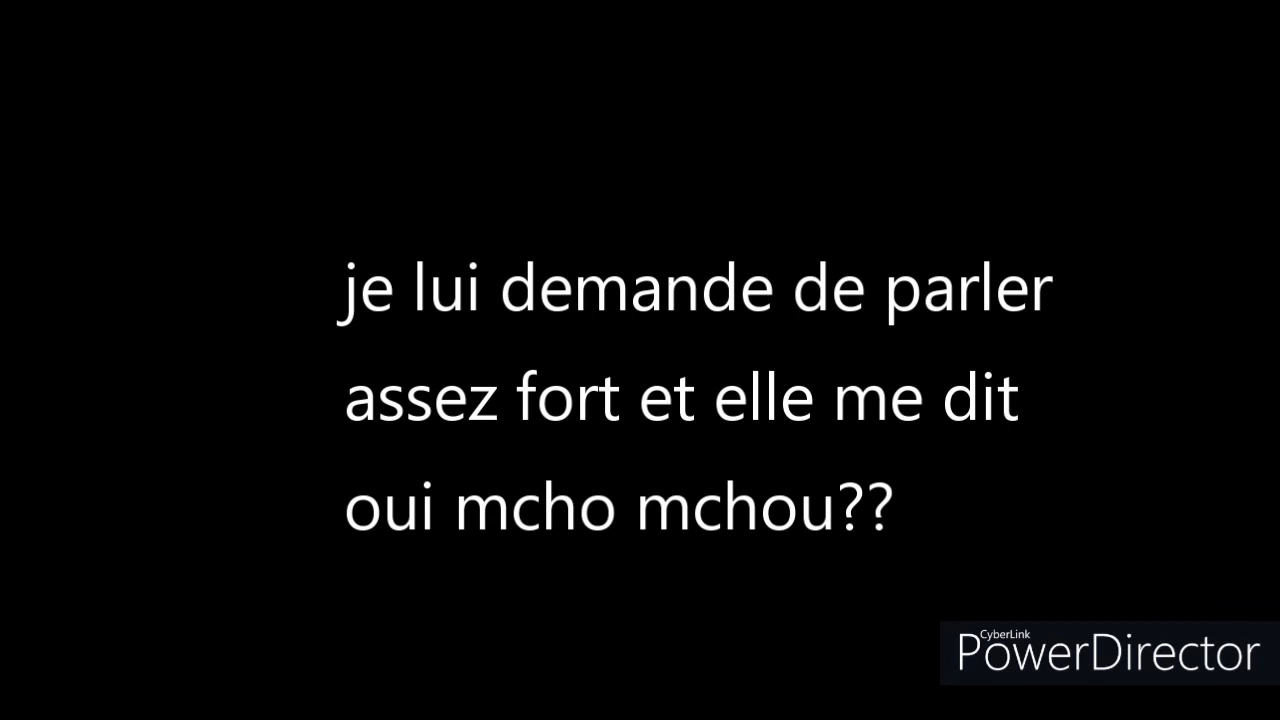 je lui demande de parler
assez fort et elle me dit
oui mcho mchou??
CyberLink
PowerDirector